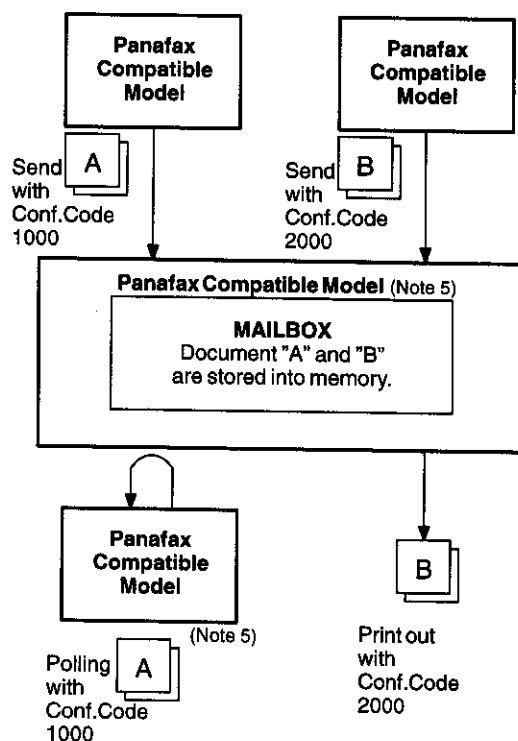 Panafax
Compatible
Model
Panafax
Compatible
Model
A
Send
with
Conf.Code
1000
B
Send
with
Conf.Code
2000
Panafax Compatible Model (Note 5)
MAILBOX
Document "A" and "B"
are stored into memory.
Panafax
Compatible
Model
(Note 5)
Polling
with
Conf.Code
1000
A
B
Print out
with
Conf.Code
2000